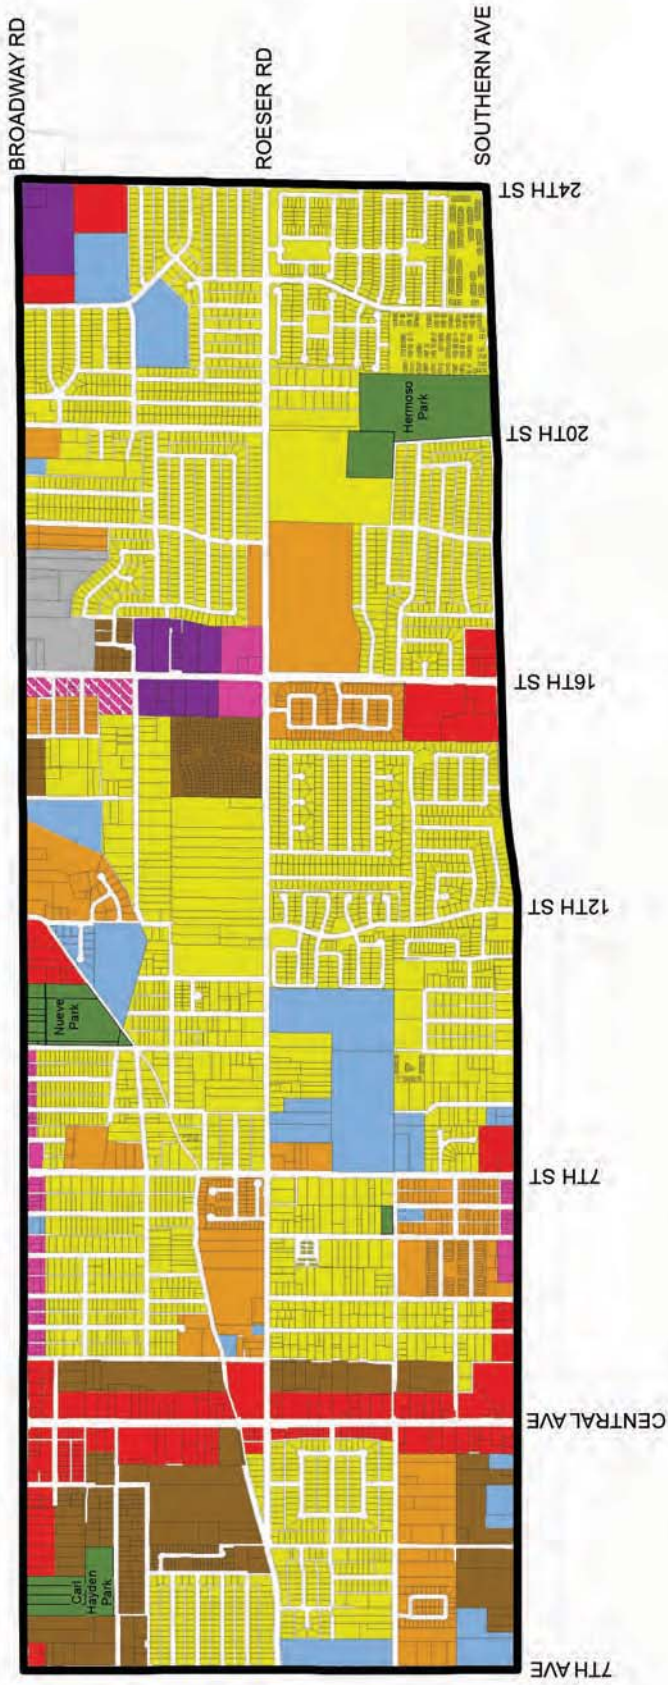 BROADWAY RD
ROESER RD
SOUTHERN AVE
24TH ST
Hermoso
Park
20TH ST
16TH ST
12TH ST
Nueve
Park
7TH ST
CENTRAL AVE
Carl
Hayden
Park
7TH AVE